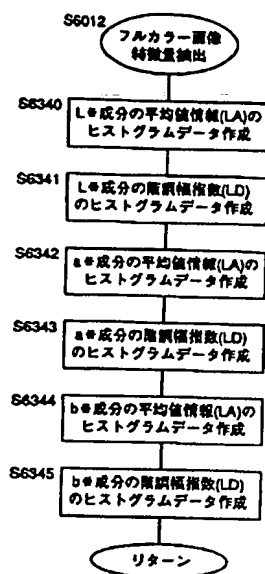 S6012
フルカラー画像
特徴量抽出
S6340
L*成分の平均値情報(LA)の
ヒストグラムデータ作成
S6341
L*成分の階調幅指数(LD)
のヒストグラムデータ作成
S6342
a*成分の平均値情報(LA)の
ヒストグラムデータ作成
S6343
a*成分の階調幅指数(LD)
のヒストグラムデータ作成
S6344
b*成分の平均値情報(LA)の
ヒストグラムデータ作成
S6345
b*成分の階調幅指数(LD)
のヒストグラムデータ作成
リターン